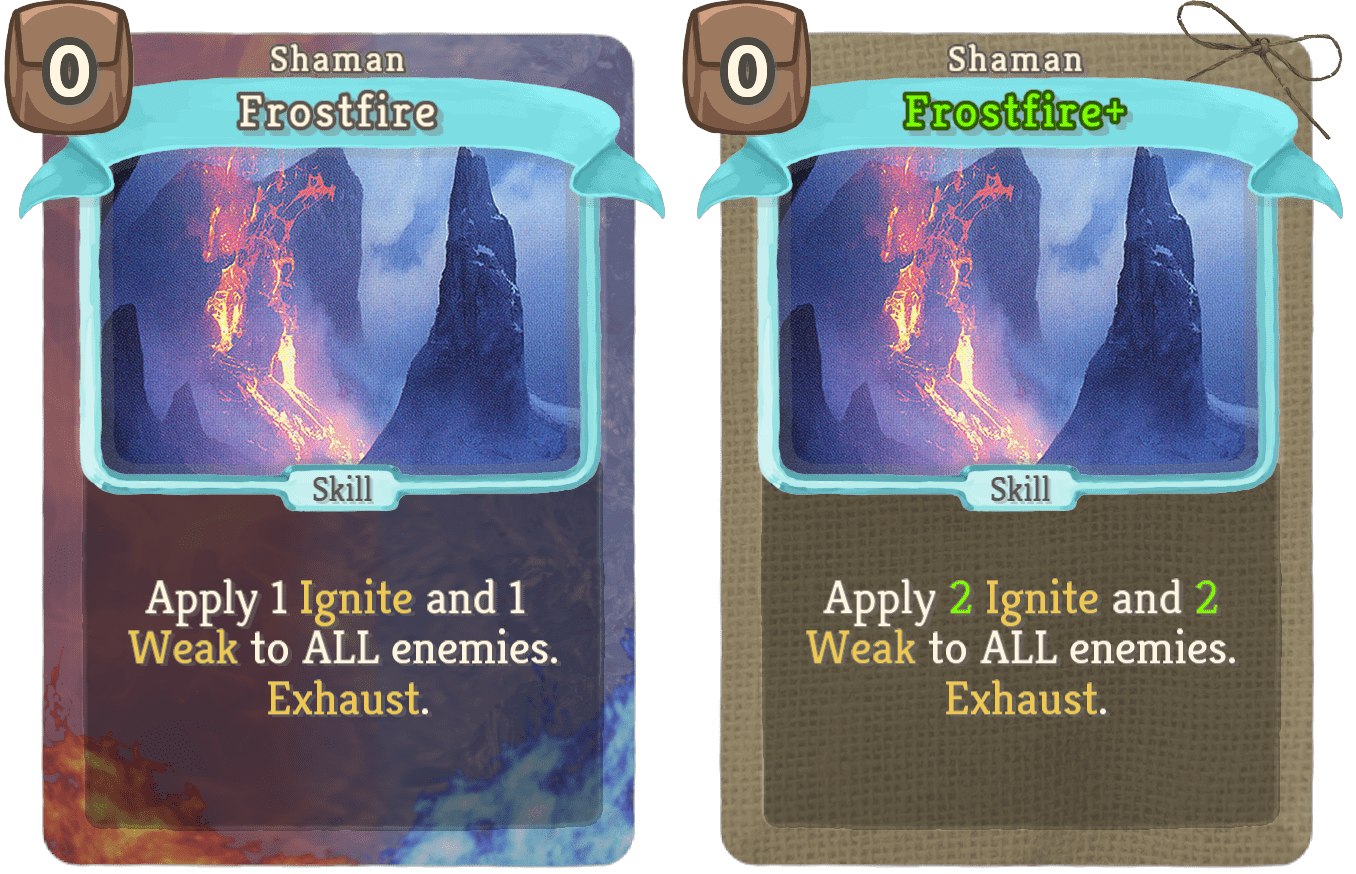 0
Shaman
Frostfire
Skill
Apply 1 Ignite and 1
Weak to ALL enemies.
Exhaust.
0
Shaman
Frostfire+
Skill
Apply 2 Ignite and 2
Weak to ALL enemies.
Exhaust.